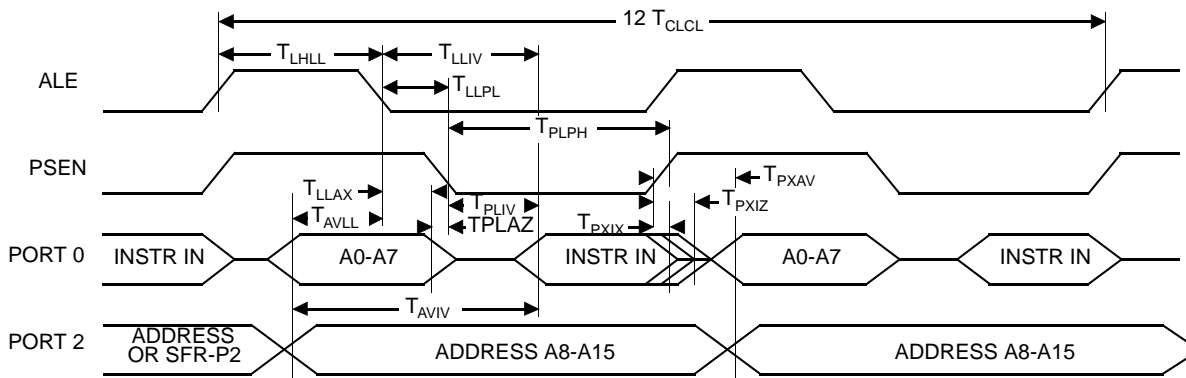 12 TCLCL
TLHLL TLLIV
ALE
TLLPL
TPLPH
PSEN
TLLAX TPXAV
TPLIV TPXIZ
TAVLL TPLAZ TPXIX
PORT 0 INSTR IN A0-A7 INSTR IN A0-A7 INSTR IN
TAVIV
PORT 2 ADDRESS
OR SFR-P2 ADDRESS A8-A15 ADDRESS A8-A15